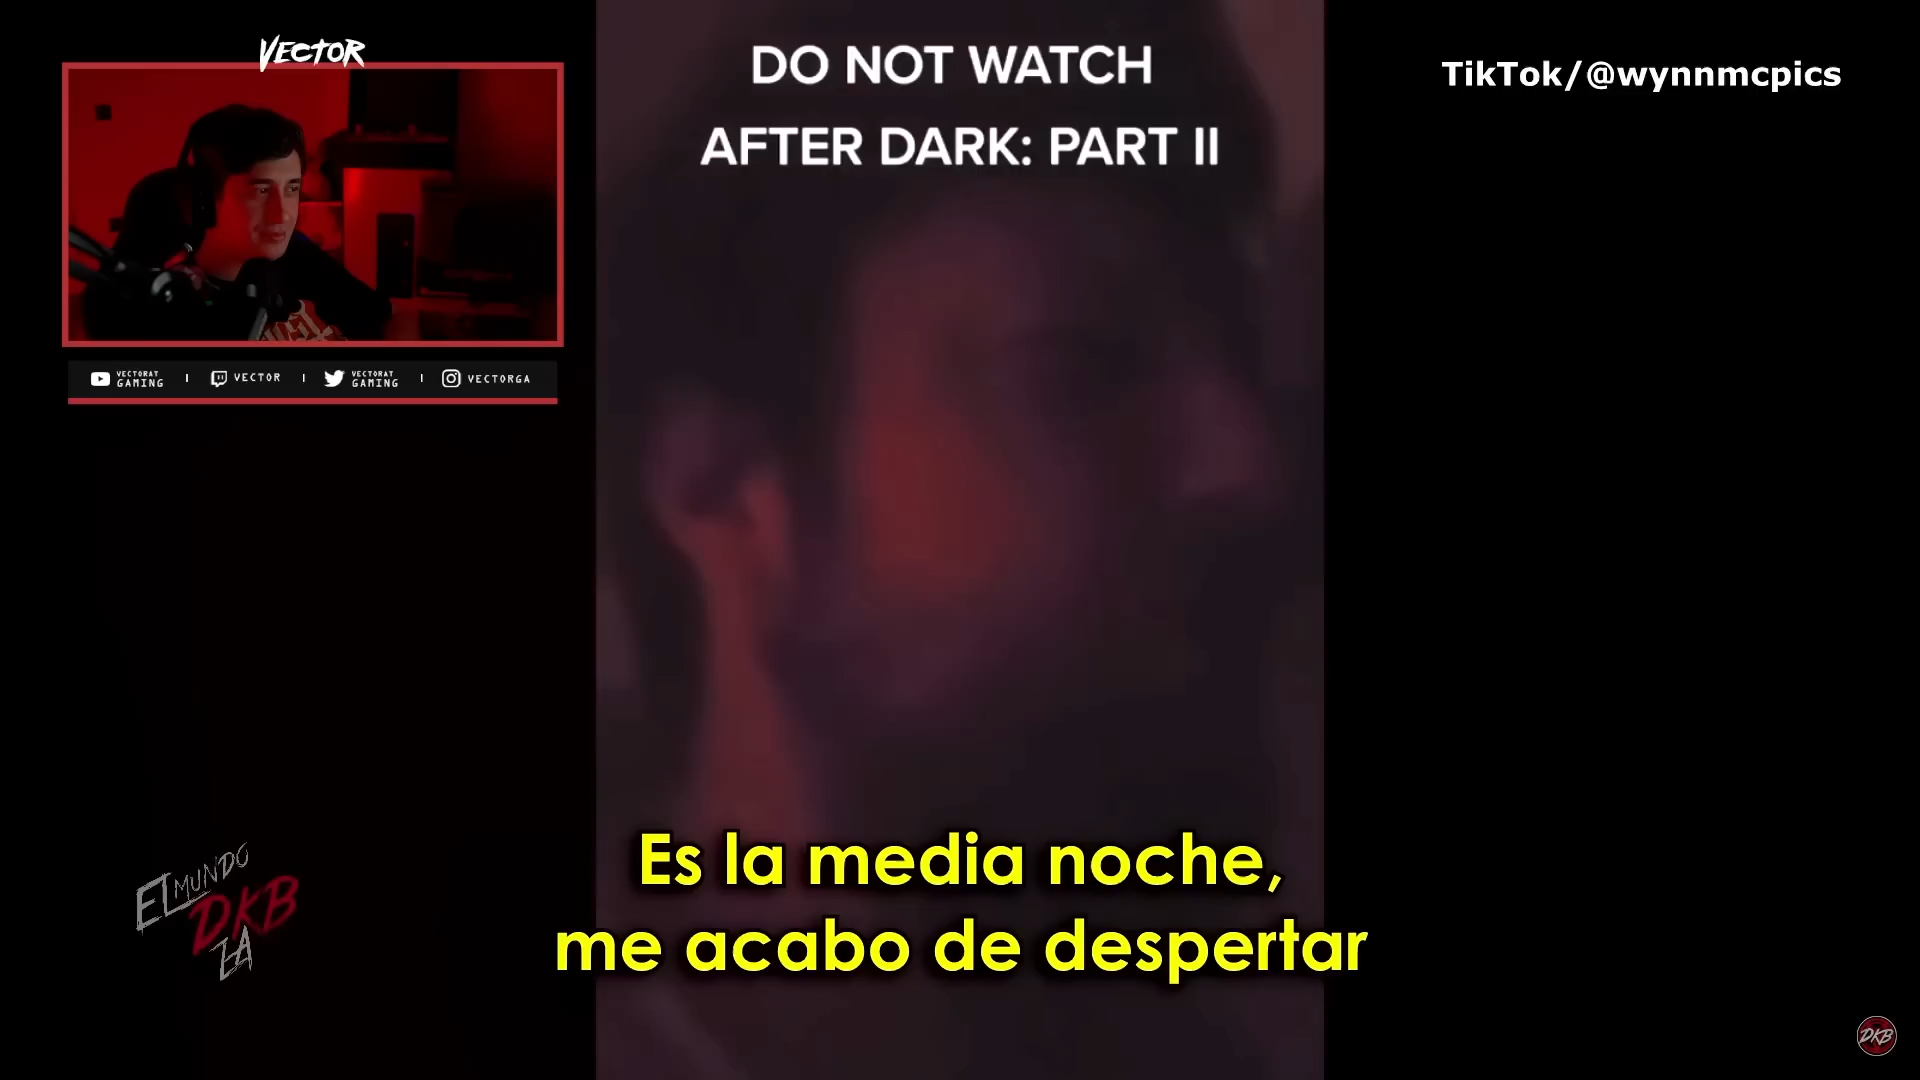 VECTOR
DO NOT WATCH
AFTER DARK: PART II
TikTok/@wynnmcpics
VECTORAT GAMING | VECTOR | VECTORAT GAMING | VECTORGA
EL MUNDO
DKB
ZA
Es la media noche,
me acabo de despertar
DKB